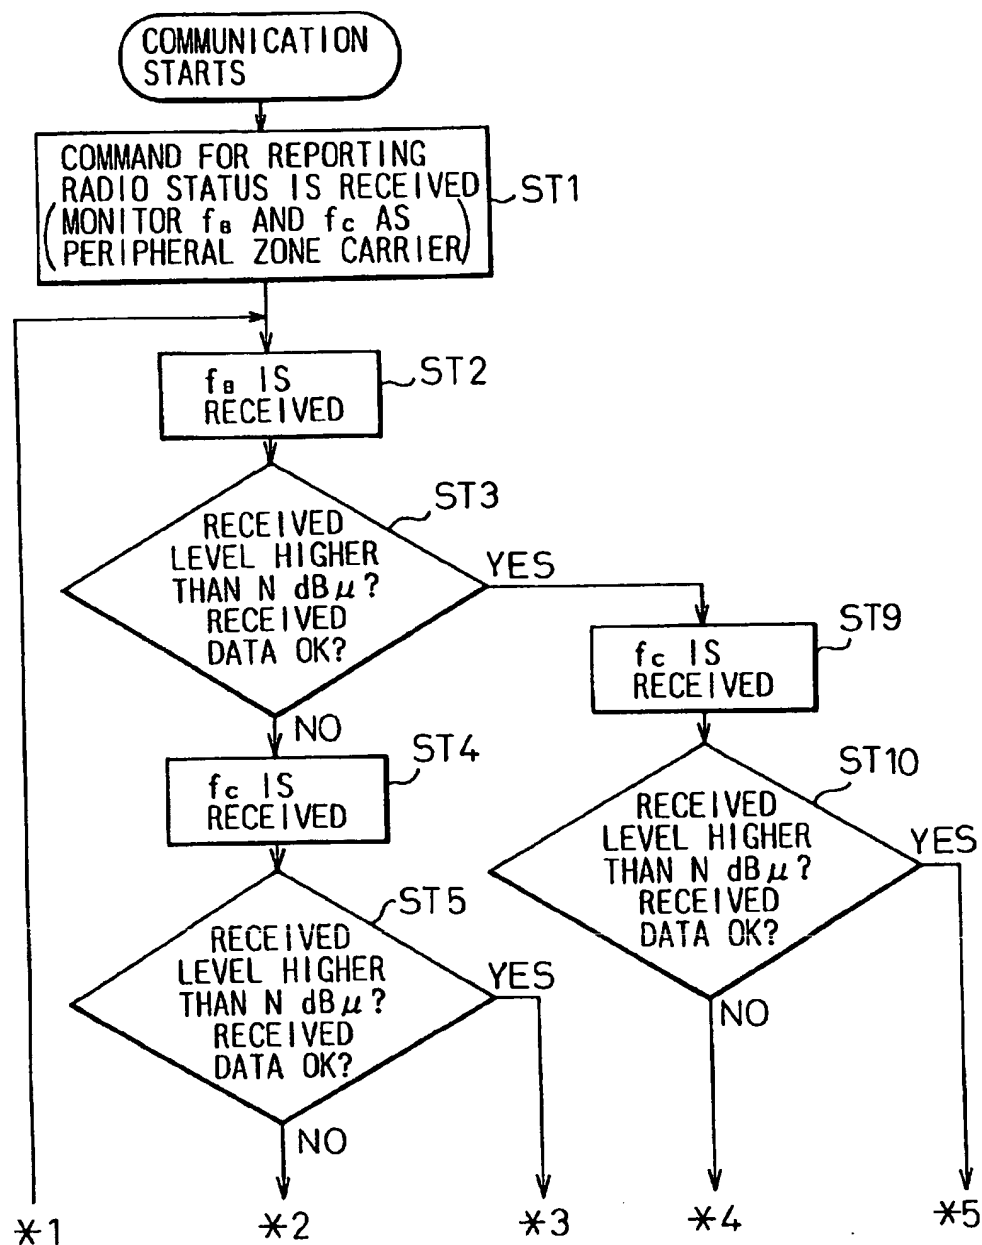 COMMUNICATION
STARTS
COMMAND FOR REPORTING
RADIO STATUS IS RECEIVED
(MONITOR fB AND fC AS
PERIPHERAL ZONE CARRIER)
ST1
fB IS
RECEIVED
ST2
RECEIVED
LEVEL HIGHER
THAN N dBμ?
RECEIVED
DATA OK?
ST3
YES
NO
fC IS
RECEIVED
ST9
fC IS
RECEIVED
ST4
RECEIVED
LEVEL HIGHER
THAN N dBμ?
RECEIVED
DATA OK?
ST10
YES
NO
RECEIVED
LEVEL HIGHER
THAN N dBμ?
RECEIVED
DATA OK?
ST5
YES
NO
*1
*2
*3
*4
*5